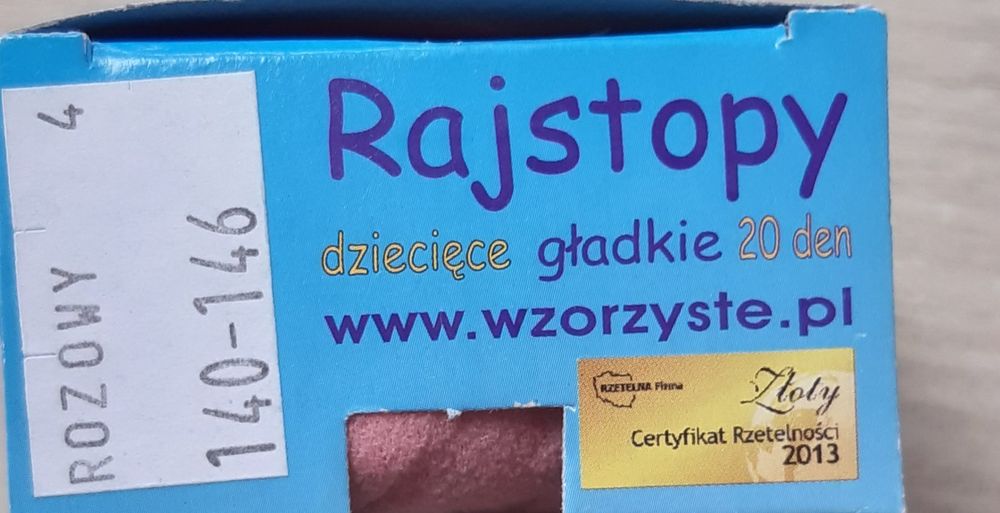 Rajstopy
dziecięce gładkie 20 den
www.wzorzyste.pl
RZETELNA Firma
Złoty
Certyfikat Rzetelności
2013
4
ROZOWY
140-146